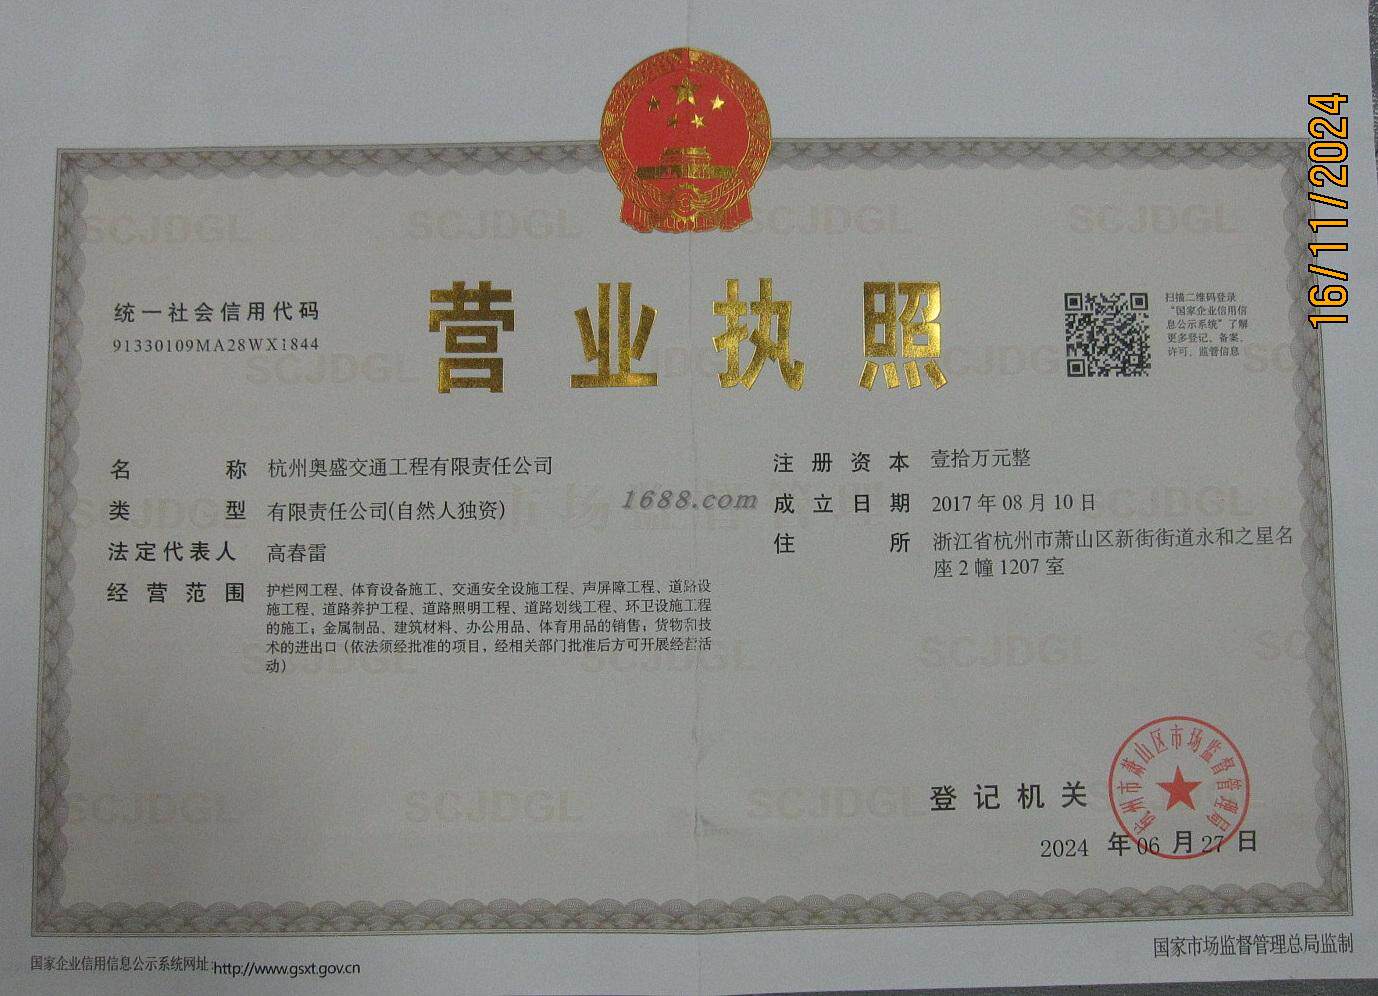 16/11/2024
营业执照
统一社会信用代码
91330109MA28WX1844
扫描二维码登录
“国家企业信用信
息公示系统”了解
更多登记、备案、
许可、监管信息
名称 杭州奥盛交通工程有限责任公司
类型 有限责任公司(自然人独资)
法定代表人 高春雷
经营范围 护栏网工程、体育设备施工、交通安全设施工程、声屏障工程、道路设
施工程、道路养护工程、道路照明工程、道路划线工程、环卫设施工程
的施工；金属制品、建筑材料、办公用品、体育用品的销售；货物和技
术的进出口（依法须经批准的项目，经相关部门批准后方可开展经营活
动）
注册资本 壹拾万元整
成立日期 2017年08月10日
住所 浙江省杭州市萧山区新街街道永和之星名
座2幢1207室
1688.com
登记机关
杭州市萧山区市场监督管理局
2024 年 06 月 27 日
国家企业信用信息公示系统网址:http://www.gsxt.gov.cn
国家市场监督管理总局监制
SCJDGL
市场监督管理